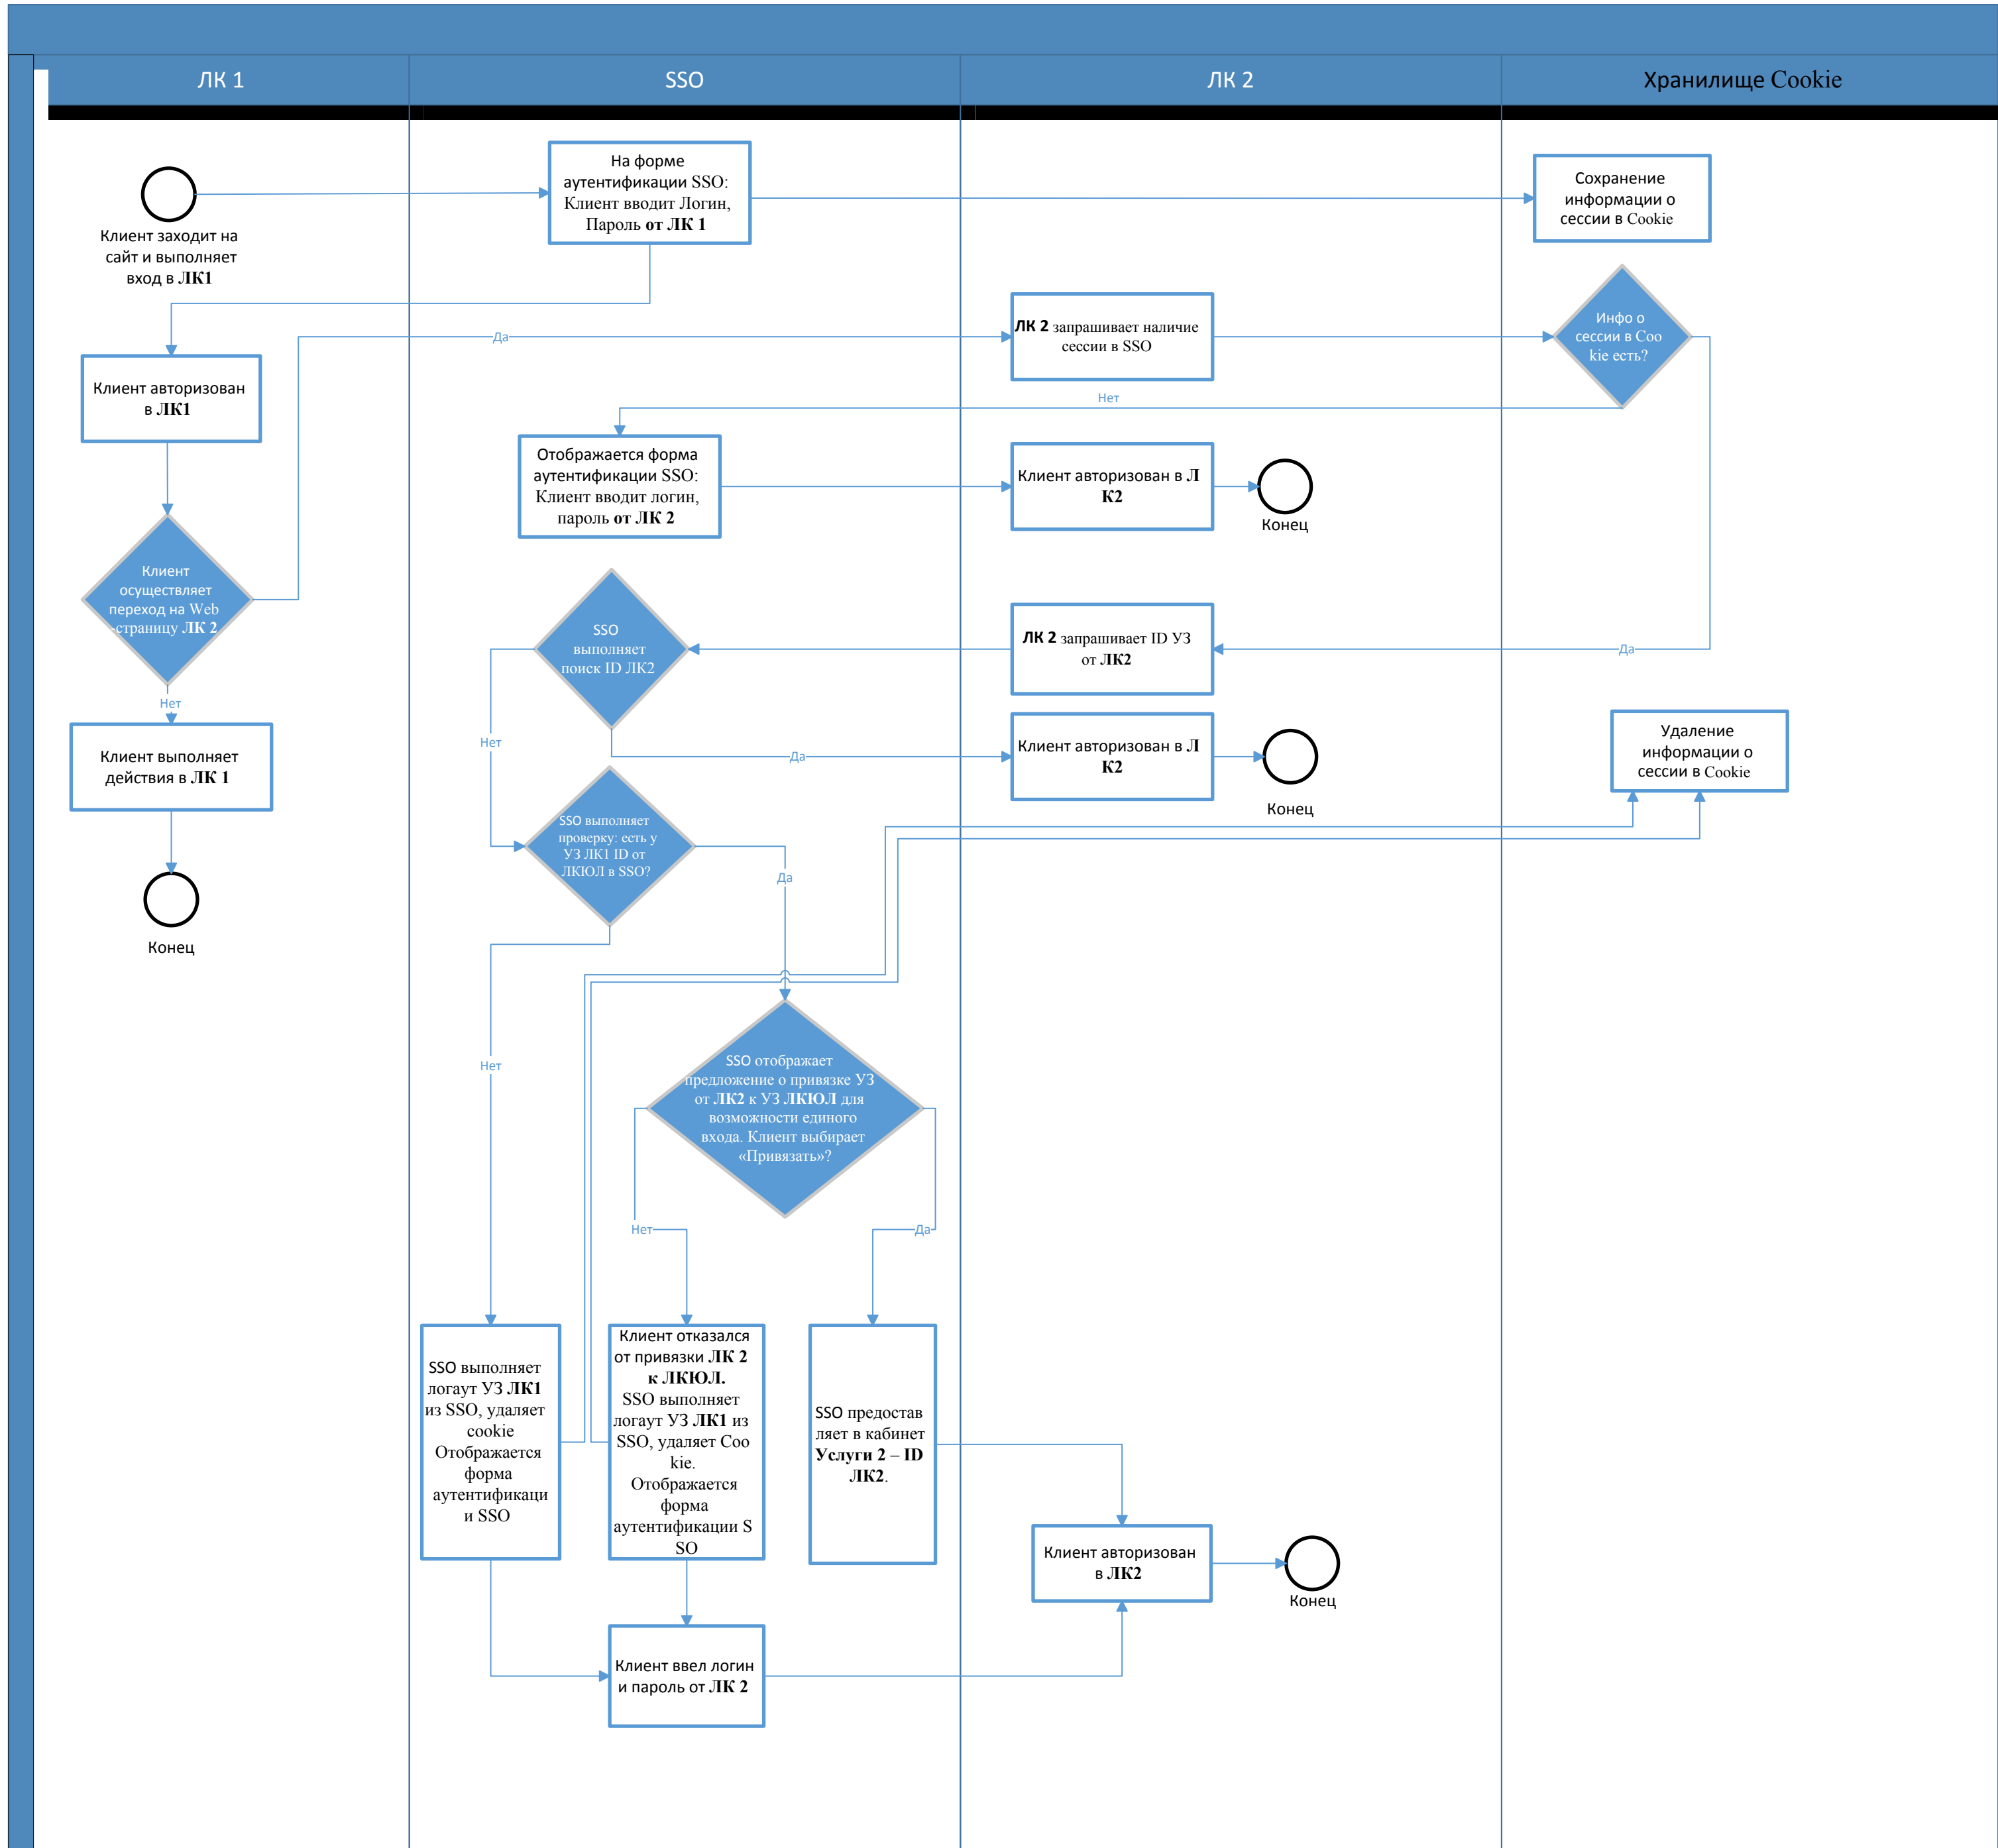 ЛК 1
SSO
ЛК 2
Хранилище Cookie
Клиент заходит на
сайт и выполняет
вход в ЛК1
На форме
аутентификации SSO:
Клиент вводит Логин,
Пароль от ЛК 1
Сохранение
информации о
сессии в Cookie
Клиент авторизован
в ЛК1
Да
ЛК 2 запрашивает наличие
сессии в SSO
Инфо о
сессии в Coo
kie есть?
Нет
Отображается форма
аутентификации SSO:
Клиент вводит логин,
пароль от ЛК 2
Клиент авторизован в Л
К2
Конец
Клиент
осуществляет
переход на Web
-страницу ЛК 2
SSO
выполняет
поиск ID ЛК2
ЛК 2 запрашивает ID УЗ
от ЛК2
Да
Нет
Клиент выполняет
действия в ЛК 1
Конец
Нет
Да
Клиент авторизован в Л
К2
Конец
Удаление
информации о
сессии в Cookie
SSO выполняет
проверку: есть у
УЗ ЛК1 ID от
ЛКЮЛ в SSO?
Да
Нет
SSO отображает
предложение о привязке УЗ
от ЛК2 к УЗ ЛКЮЛ для
возможности единого
входа. Клиент выбирает
«Привязать»?
Нет
Да
SSO выполняет
логаут УЗ ЛК1
из SSO, удаляет
cookie
Отображается
форма
аутентификаци
и SSO
Клиент отказался
от привязки ЛК 2
к ЛКЮЛ.
SSO выполняет
логаут УЗ ЛК1 из
SSO, удаляет Coo
kie.
Отображается
форма
аутентификации S
SO
SSO предостав
ляет в кабинет
Услуги 2 – ID
ЛК2.
Клиент авторизован
в ЛК2
Конец
Клиент ввел логин
и пароль от ЛК 2